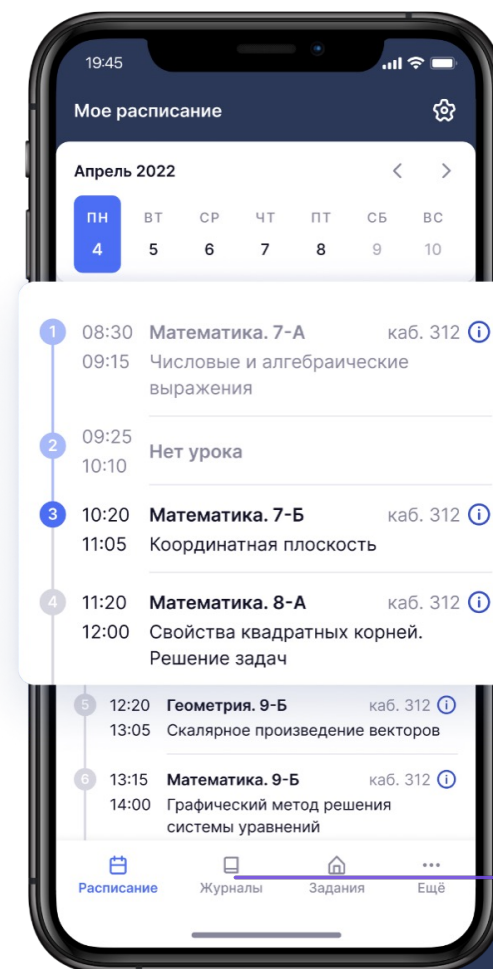 19:45
Мое расписание
Апрель 2022
ПН ВТ СР ЧТ ПТ СБ ВС
4 5 6 7 8 9 10
1 08:30 Математика. 7-А каб. 312
09:15 Числовые и алгебраические
выражения
2 09:25
Нет урока
10:10
3 10:20 Математика. 7-Б каб. 312
11:05 Координатная плоскость
4 11:20 Математика. 8-А каб. 312
12:00 Свойства квадратных корней.
Решение задач
5 12:20 Геометрия. 9-Б каб. 312
13:05 Скалярное произведение векторов
6 13:15 Математика. 9-Б каб. 312
14:00 Графический метод решения
системы уравнений
Расписание Журналы Задания Ещё